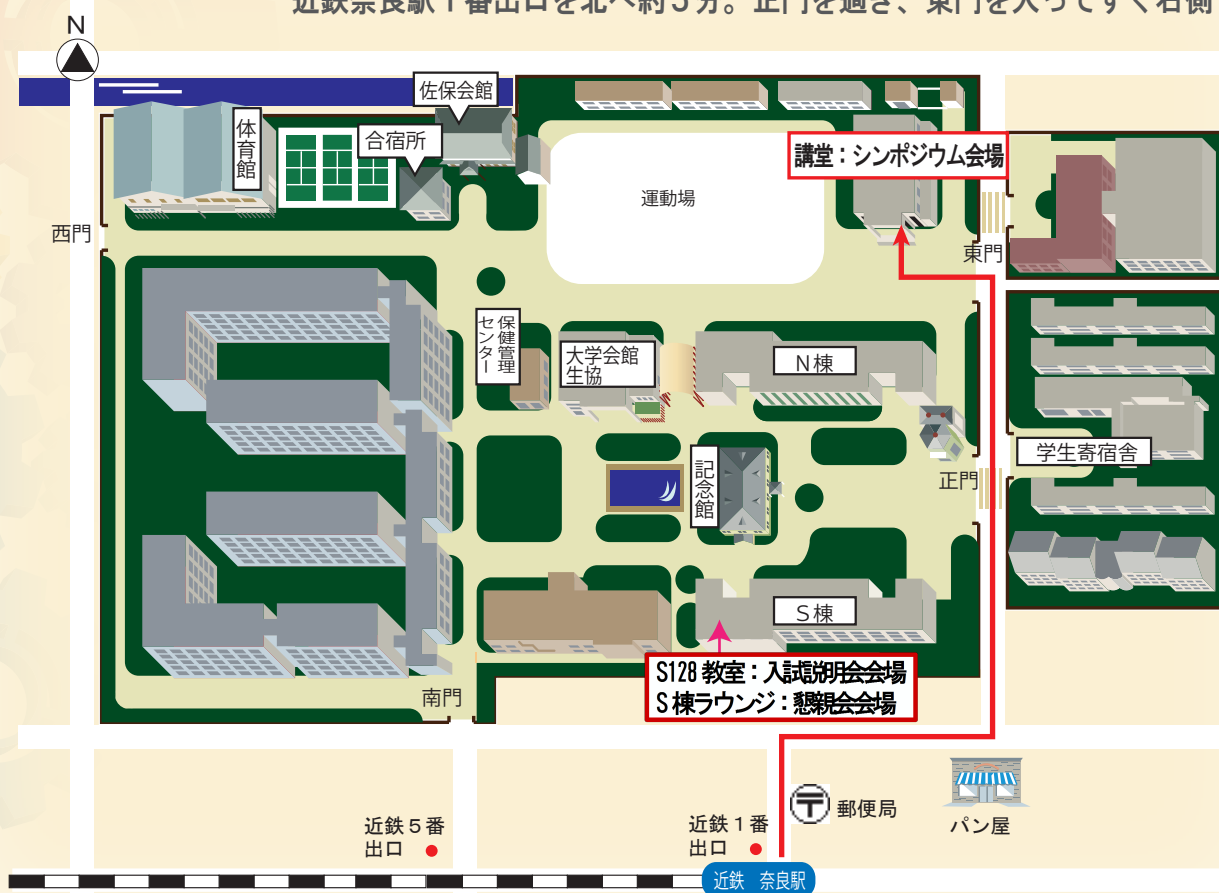 近鉄奈良駅1番出口を北へ約5分。正門を過ぎ、東門を入ってすぐ右側
N
佐保会館
体育館
合宿所
講堂：シンポジウム会場
運動場
西門
東門
保健管理
センター
大学会館
生協
N棟
記念館
正門
学生寄宿舎
S棟
S128 教室：入試説明会会場
S棟ラウンジ：懇親会会場
南門
郵便局
パン屋
近鉄5番
出口
近鉄1番
出口
近鉄 奈良駅